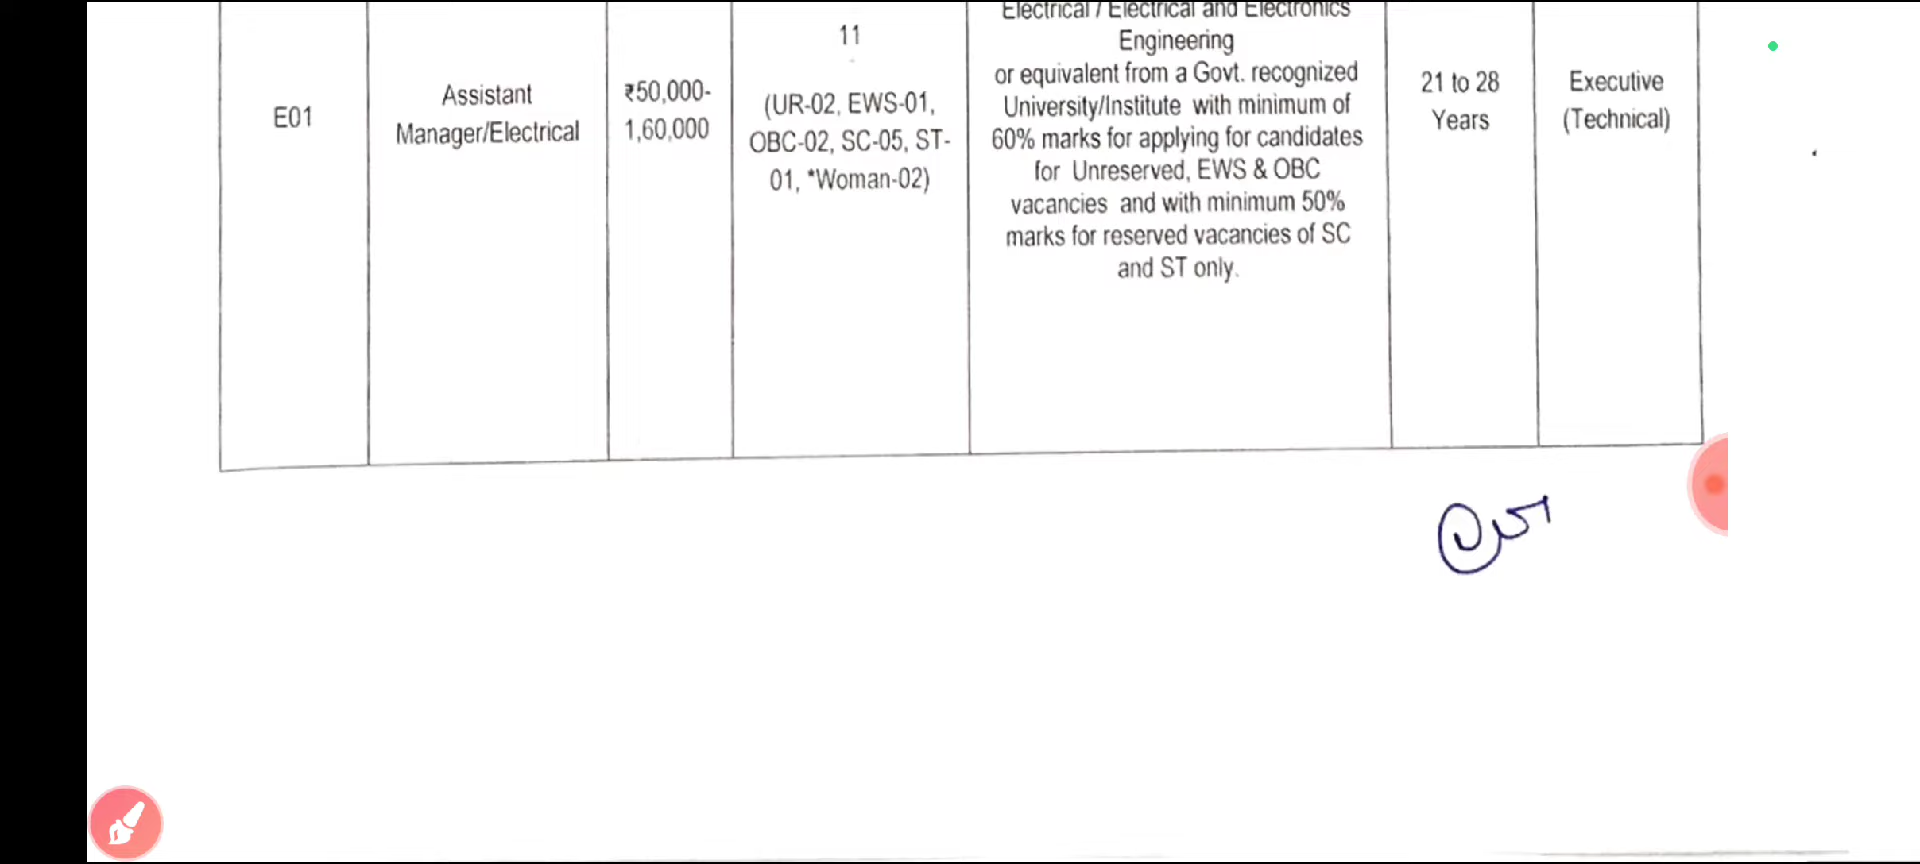 E01
Assistant
Manager/Electrical
₹50,000-
1,60,000
11
(UR-02, EWS-01,
OBC-02, SC-05, ST-
01, *Woman-02)
Electrical / Electrical and Electronics
Engineering
or equivalent from a Govt. recognized
University/Institute with minimum of
60% marks for applying for candidates
for Unreserved, EWS & OBC
vacancies and with minimum 50%
marks for reserved vacancies of SC
and ST only.
21 to 28
Years
Executive
(Technical)